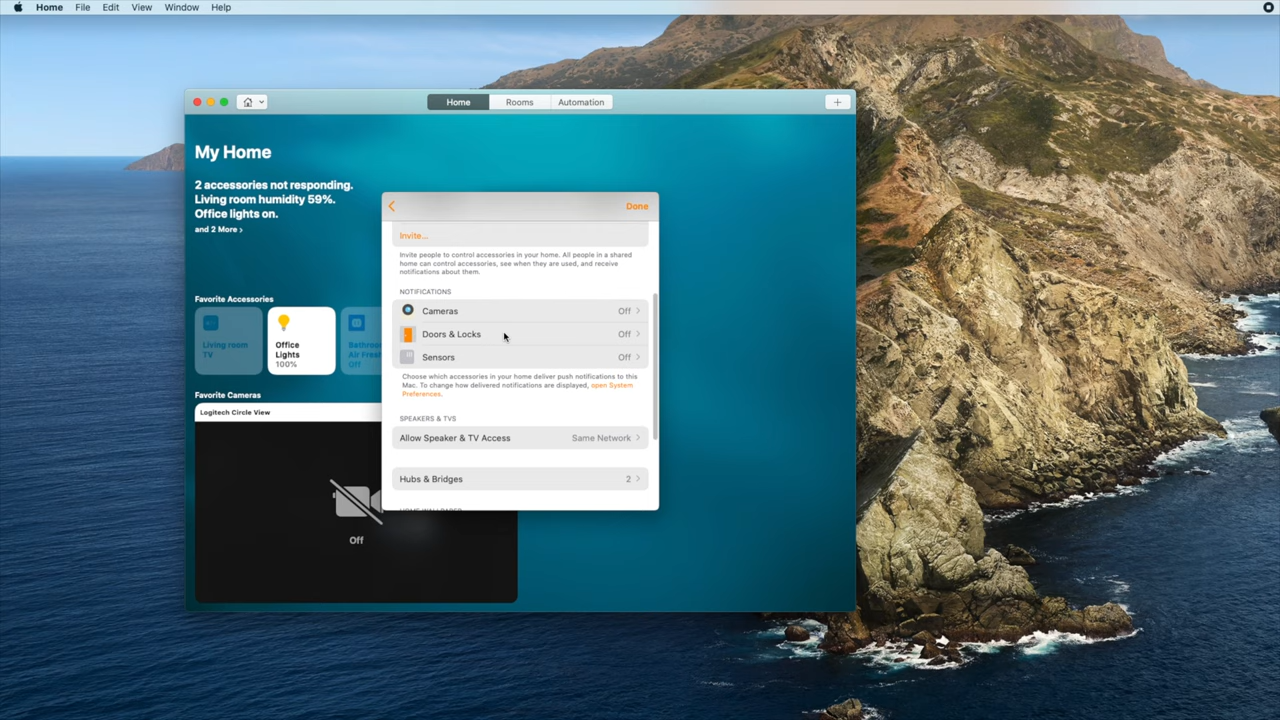 Home File Edit View Window Help
Home Rooms Automation
My Home
2 accessories not responding.
Living room humidity 59%.
Office lights on.
and 2 More ›
Favorite Accessories
Living room
TV
Office
Lights
100%
Bathroom
Air Fresh
Off
Favorite Cameras
Logitech Circle View
Off
Done
Invite...
Invite people to control accessories in your home. All people in a shared
home can control accessories, see when they are used, and receive
notifications about them.
NOTIFICATIONS
Cameras Off
Doors & Locks Off
Sensors Off
Choose which accessories in your home deliver push notifications to this
Mac. To change how delivered notifications are displayed, open System
Preferences.
SPEAKERS & TVS
Allow Speaker & TV Access Same Network
Hubs & Bridges 2